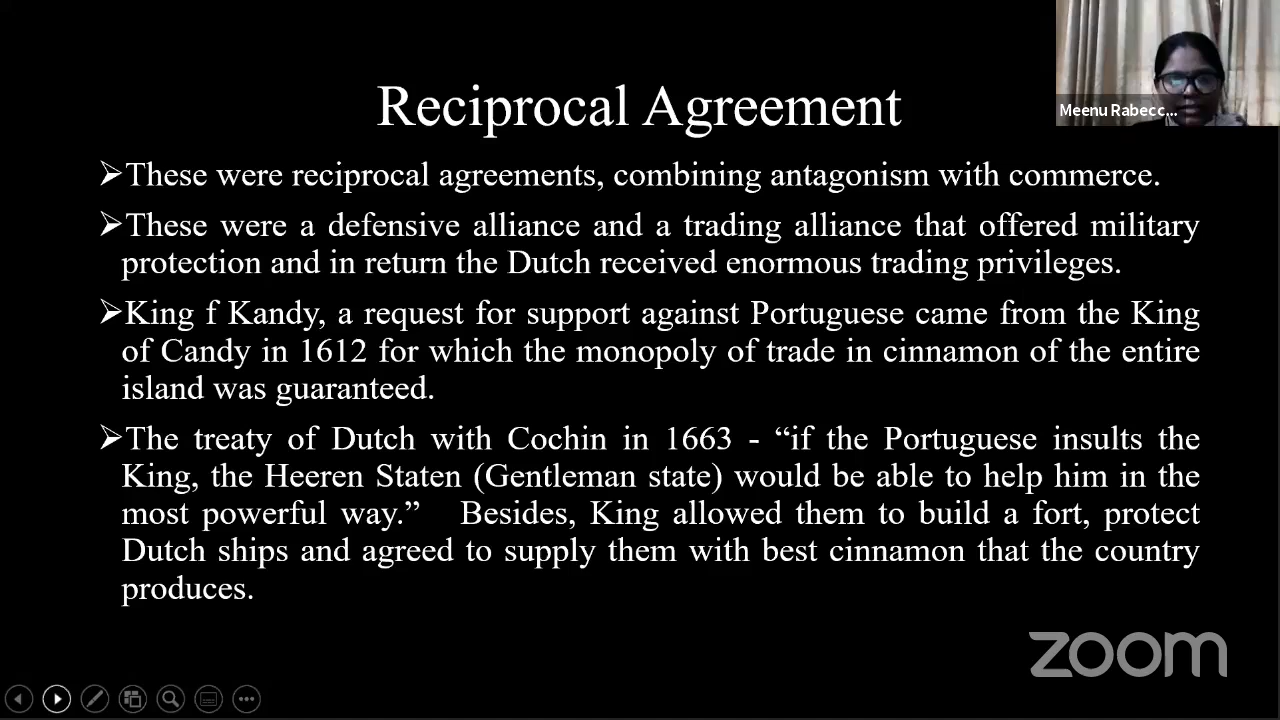 Meenu Rabecc...
Reciprocal Agreement
➢These were reciprocal agreements, combining antagonism with commerce.
➢These were a defensive alliance and a trading alliance that offered military
protection and in return the Dutch received enormous trading privileges.
➢King f Kandy, a request for support against Portuguese came from the King
of Candy in 1612 for which the monopoly of trade in cinnamon of the entire
island was guaranteed.
➢The treaty of Dutch with Cochin in 1663 - “if the Portuguese insults the
King, the Heeren Staten (Gentleman state) would be able to help him in the
most powerful way.” Besides, King allowed them to build a fort, protect
Dutch ships and agreed to supply them with best cinnamon that the country
produces.
zoom